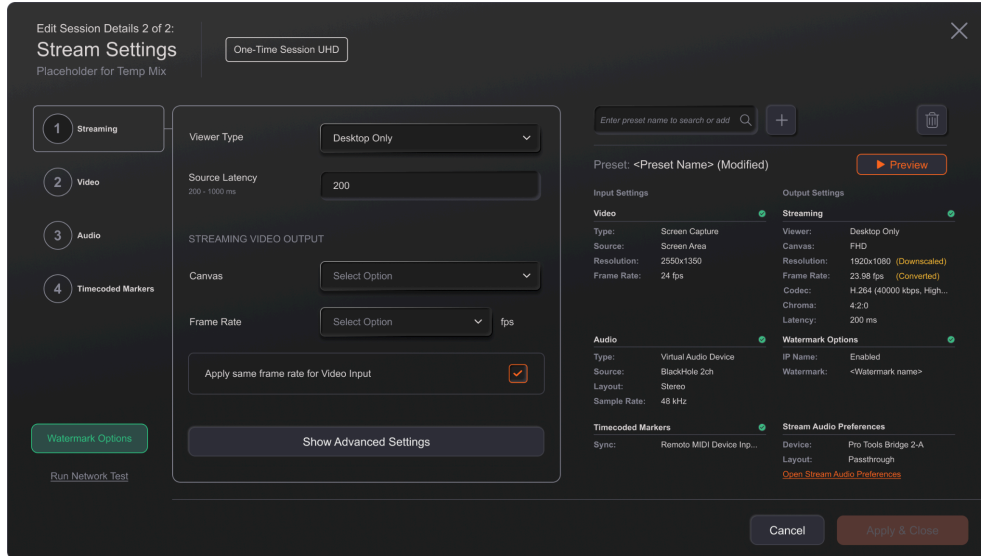 Edit Session Details 2 of 2:
Stream Settings
Placeholder for Temp Mix
One-Time Session UHD
1 Streaming
2 Video
3 Audio
4 Timecoded Markers
Watermark Options
Run Network Test
Viewer Type Desktop Only
Source Latency
200 - 1000 ms
200
STREAMING VIDEO OUTPUT
Canvas Select Option
Frame Rate Select Option fps
Apply same frame rate for Video Input
Show Advanced Settings
Enter preset name to search or add
Preset: <Preset Name> (Modified)
Preview
Input Settings
Video
Type: Screen Capture
Source: Screen Area
Resolution: 2550x1350
Frame Rate: 24 fps
Audio
Type: Virtual Audio Device
Source: BlackHole 2ch
Layout: Stereo
Sample Rate: 48 kHz
Timecoded Markers
Sync: Remoto MIDI Device Inp...
Output Settings
Streaming
Viewer: Desktop Only
Canvas: FHD
Resolution: 1920x1080 (Downscaled)
Frame Rate: 23.98 fps (Converted)
Codec: H.264 (40000 kbps, High...
Chroma: 4:2:0
Latency: 200 ms
Watermark Options
IP Name: Enabled
Watermark: <Watermark name>
Stream Audio Preferences
Device: Pro Tools Bridge 2-A
Layout: Passthrough
Open Stream Audio Preferences
Cancel
Apply & Close